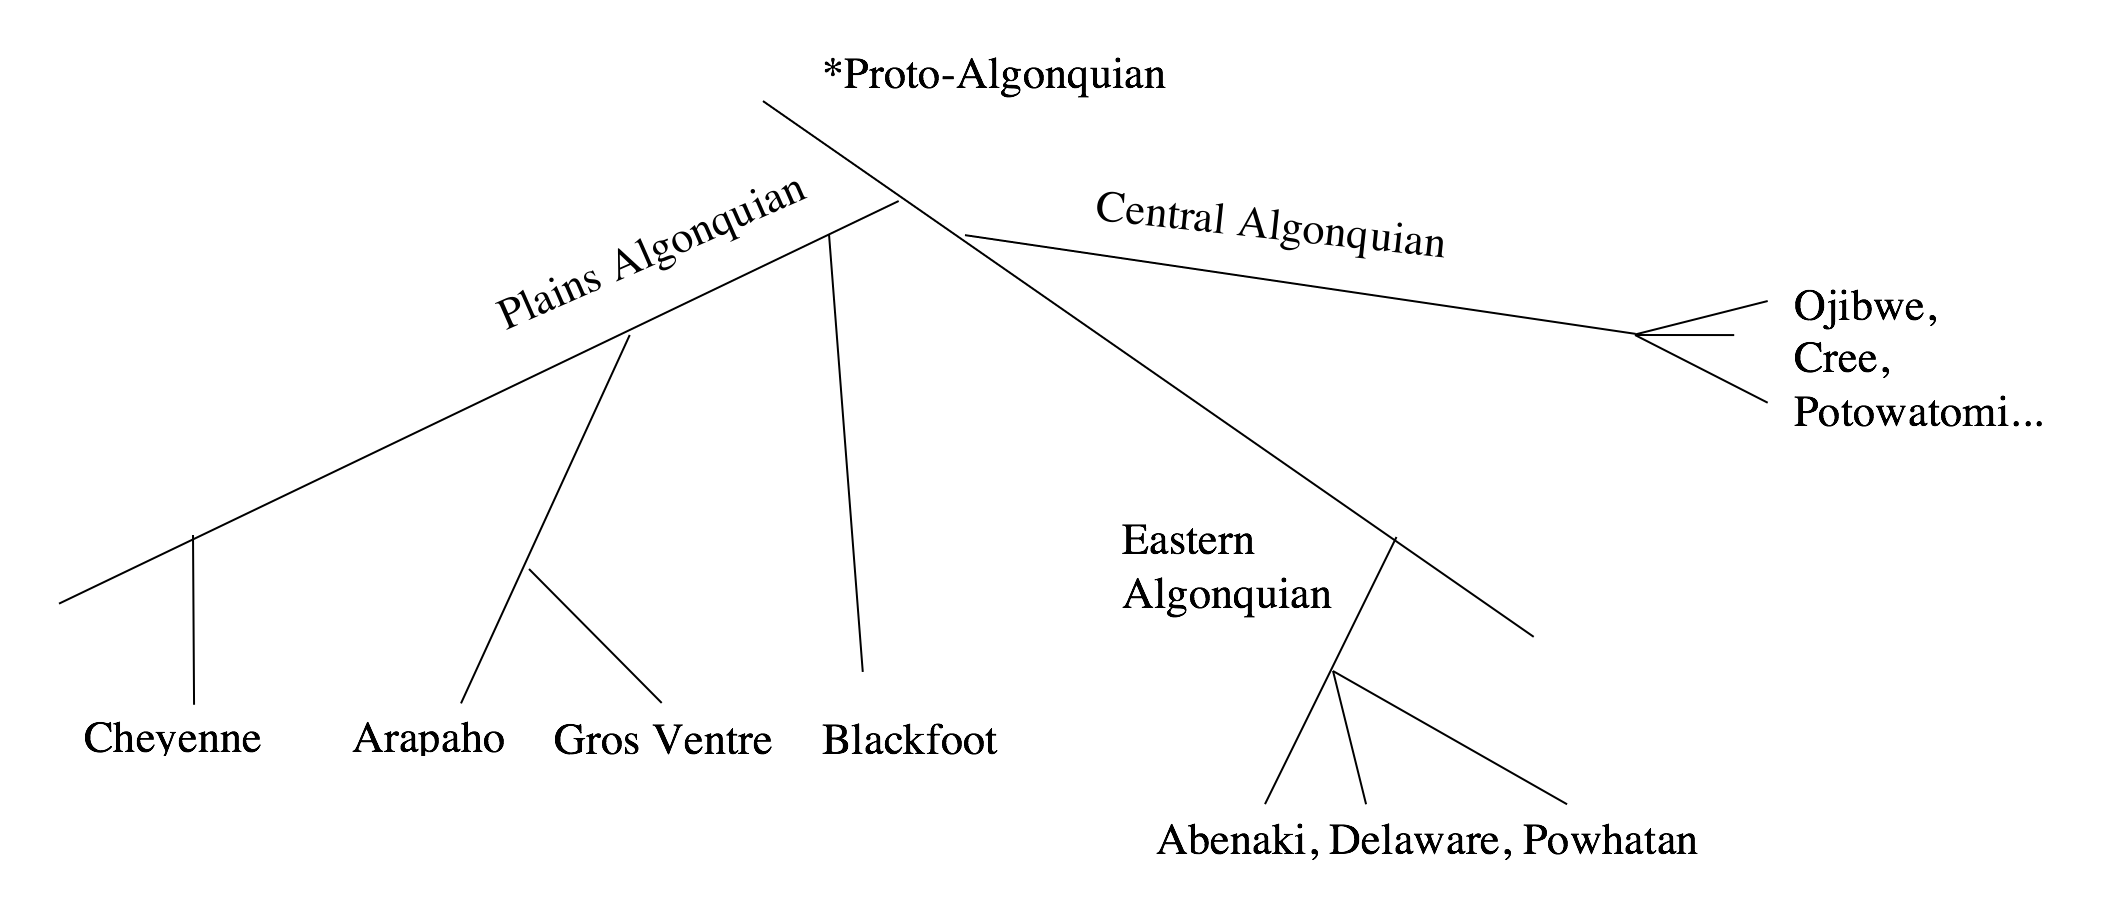 *Proto-Algonquian
Plains Algonquian
Central Algonquian
Ojibwe,
Cree,
Potowatomi...
Eastern
Algonquian
Cheyenne
Arapaho
Gros Ventre
Blackfoot
Abenaki, Delaware, Powhatan